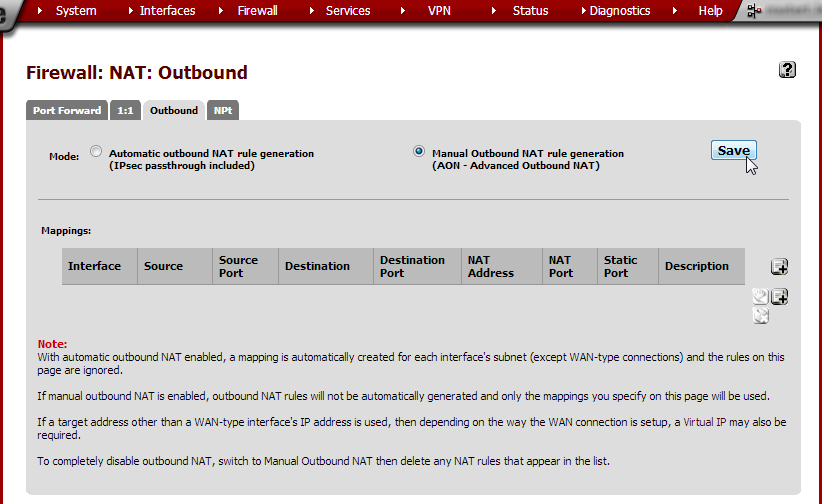 System Interfaces Firewall Services VPN Status Diagnostics Help
Firewall: NAT: Outbound
Port Forward 1:1 Outbound NPt
Mode: Automatic outbound NAT rule generation
(IPsec passthrough included)
Manual Outbound NAT rule generation
(AON - Advanced Outbound NAT)
Save
Mappings:
Interface Source Source Port Destination Destination Port NAT Address NAT Port Static Port Description
Note:
With automatic outbound NAT enabled, a mapping is automatically created for each interface's subnet (except WAN-type connections) and the rules on this
page are ignored.
If manual outbound NAT is enabled, outbound NAT rules will not be automatically generated and only the mappings you specify on this page will be used.
If a target address other than a WAN-type interface's IP address is used, then depending on the way the WAN connection is setup, a Virtual IP may also be
required.
To completely disable outbound NAT, switch to Manual Outbound NAT then delete any NAT rules that appear in the list.